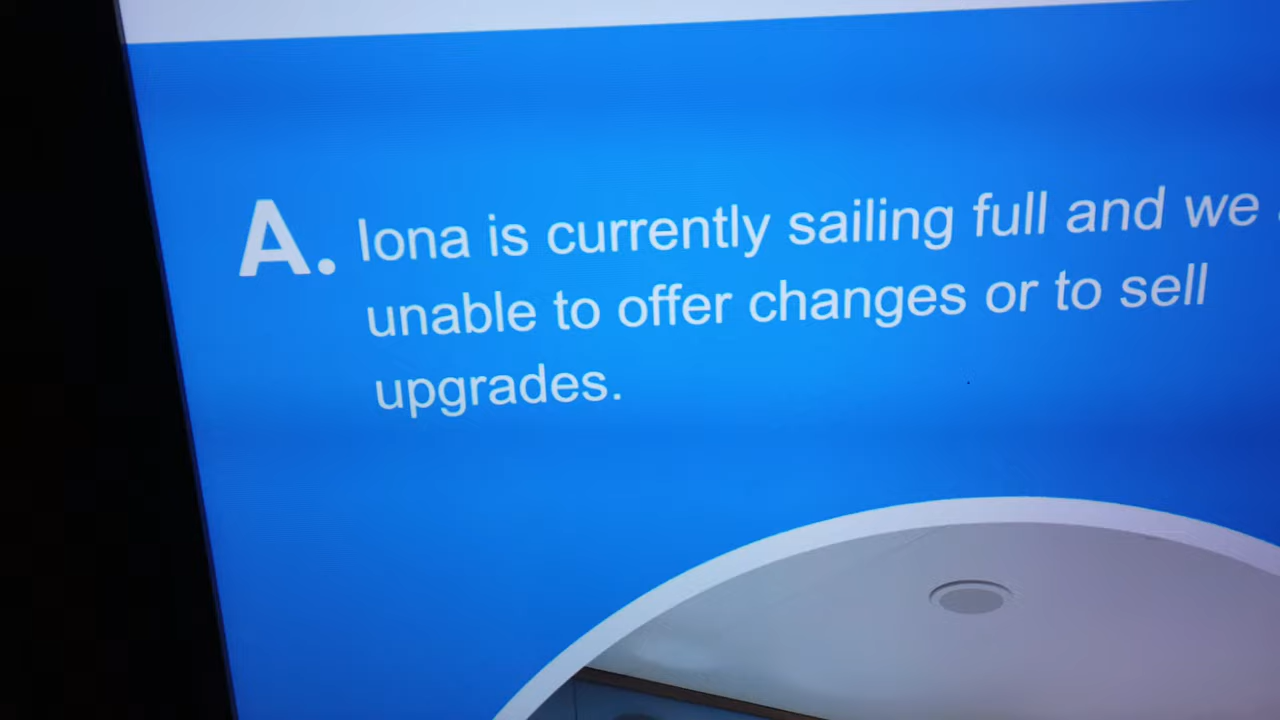 A. Iona is currently sailing full and we
unable to offer changes or to sell
upgrades.